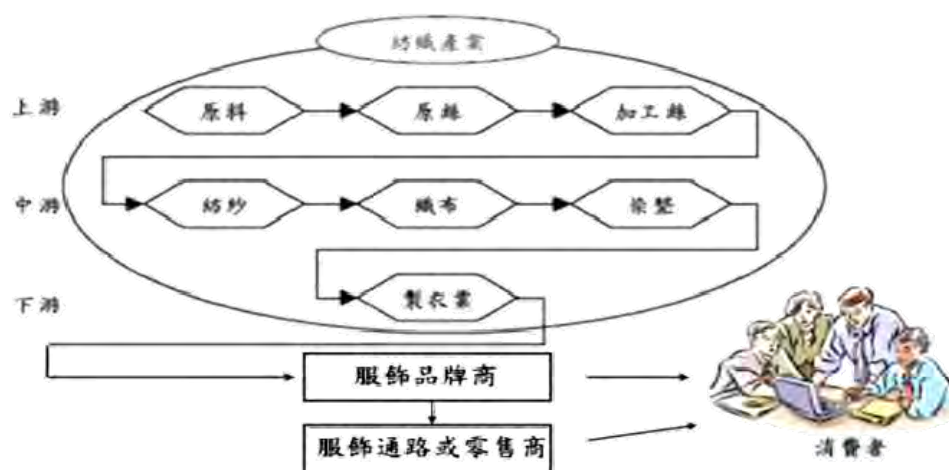 紡織產業
上游
原料
原絲
加工絲
中游
紡紗
織布
染整
下游
製衣業
服飾品牌商
服飾通路或零售商
消費者